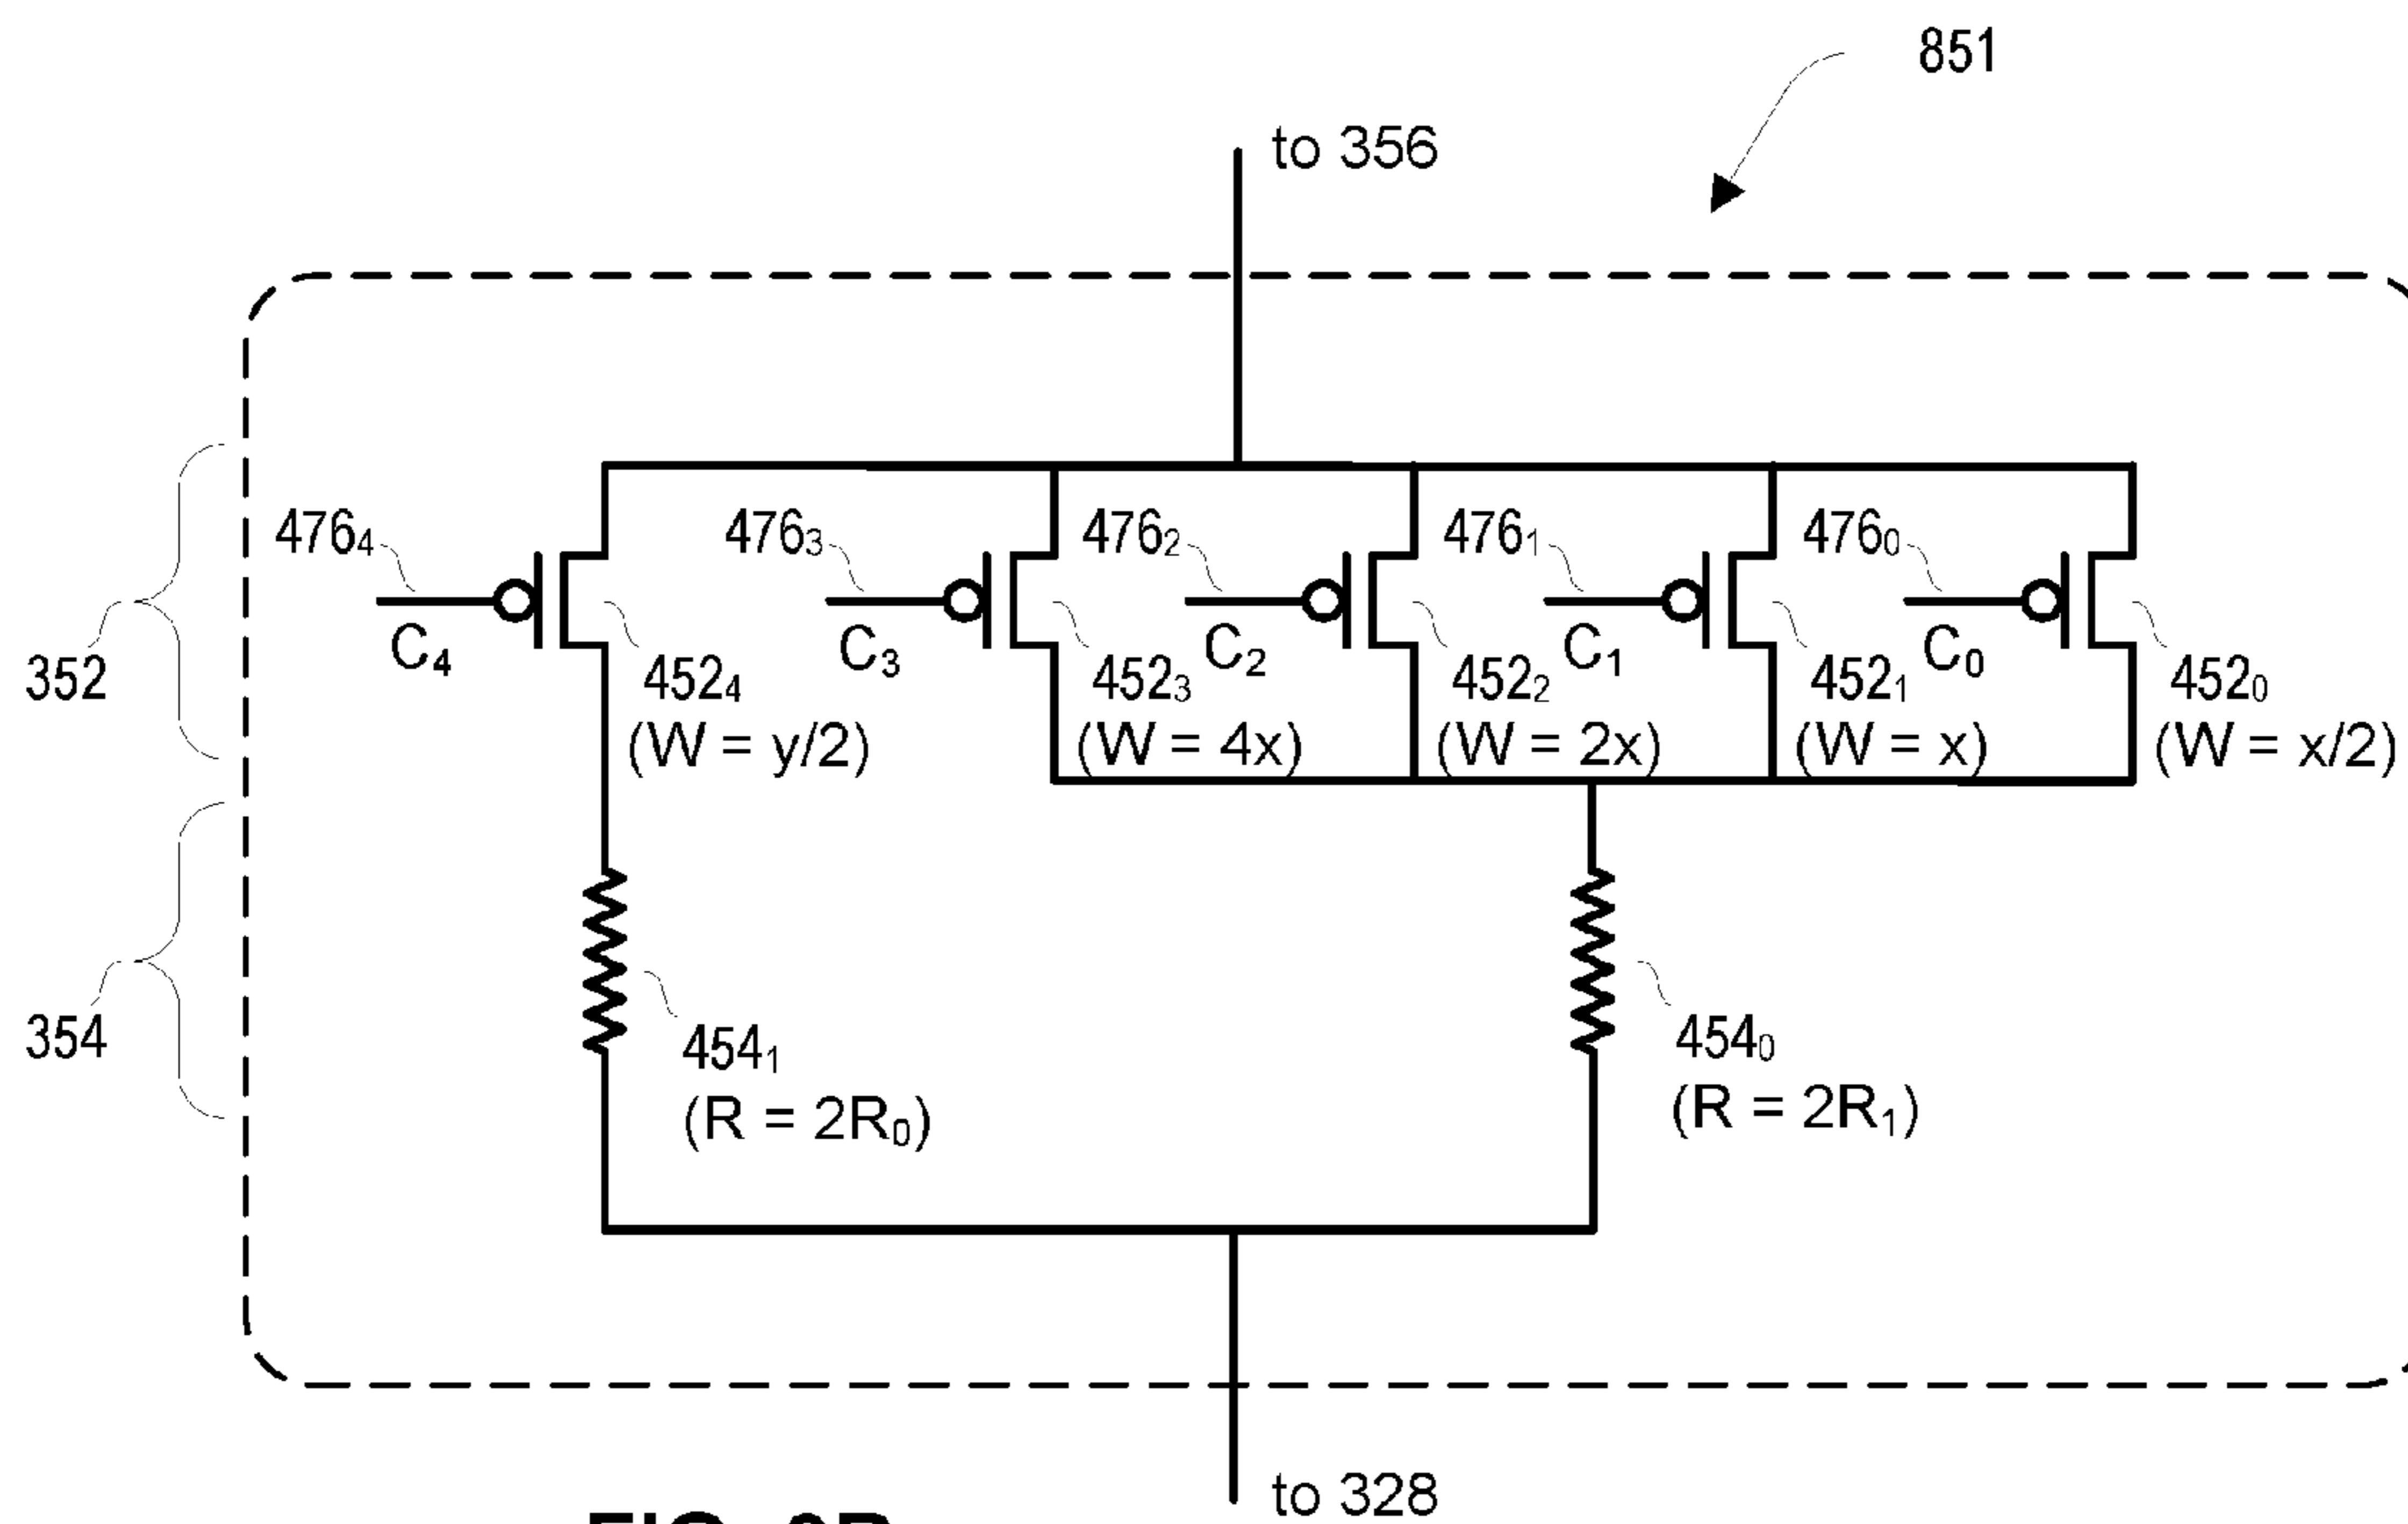 851
to 356
476₄
476₃
476₂
476₁
476₀
C₄
C₃
C₂
C₁
C₀
352
452₄
(W = y/2)
452₃
(W = 4x)
452₂
(W = 2x)
452₁
(W = x)
452₀
(W = x/2)
354
454₁
(R = 2R₀)
454₀
(R = 2R₁)
to 328